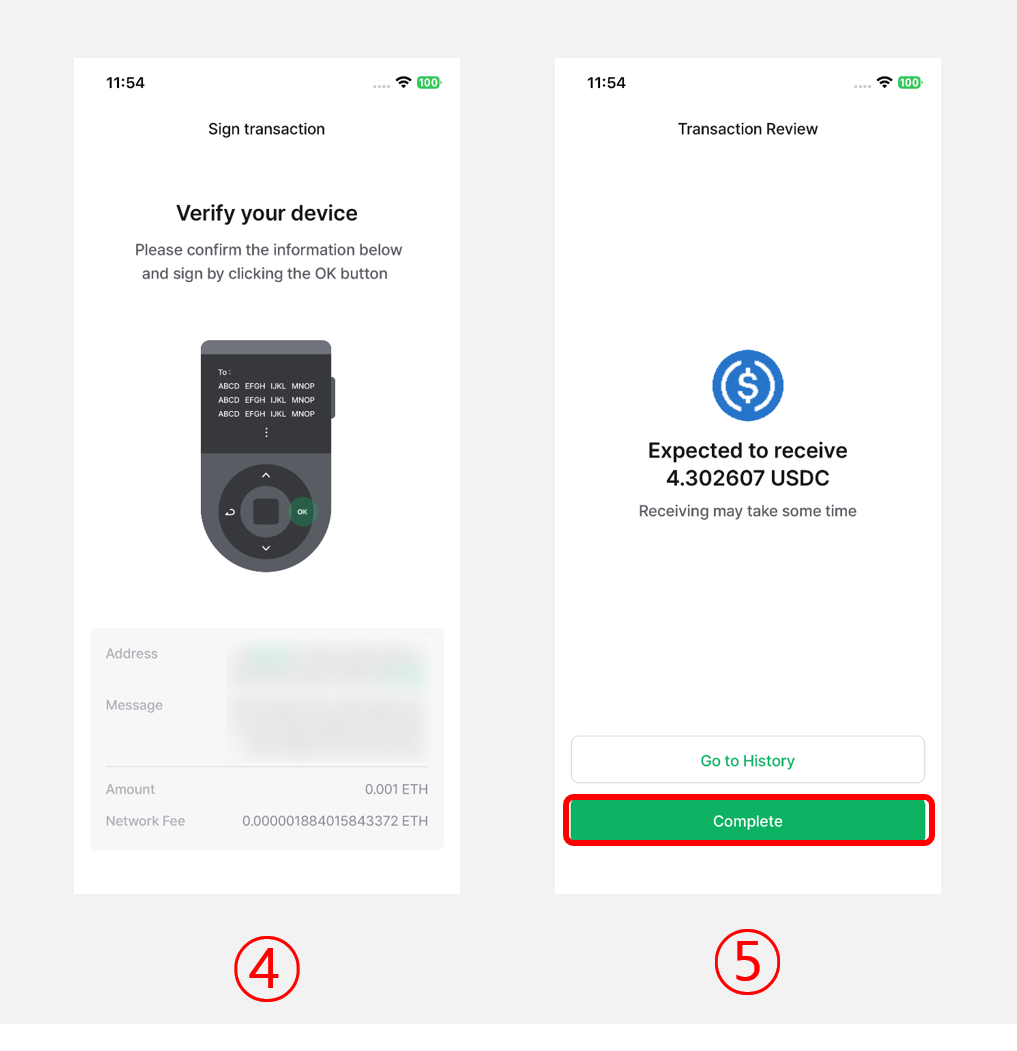 11:54
100
Sign transaction
Verify your device
Please confirm the information below
and sign by clicking the OK button
To :
ABCD EFGH IJKL MNOP
ABCD EFGH IJKL MNOP
ABCD EFGH IJKL MNOP
OK
Address
Message
Amount 0.001 ETH
Network Fee 0.000001884015843372 ETH
④
11:54
100
Transaction Review
Expected to receive
4.302607 USDC
Receiving may take some time
Go to History
Complete
⑤